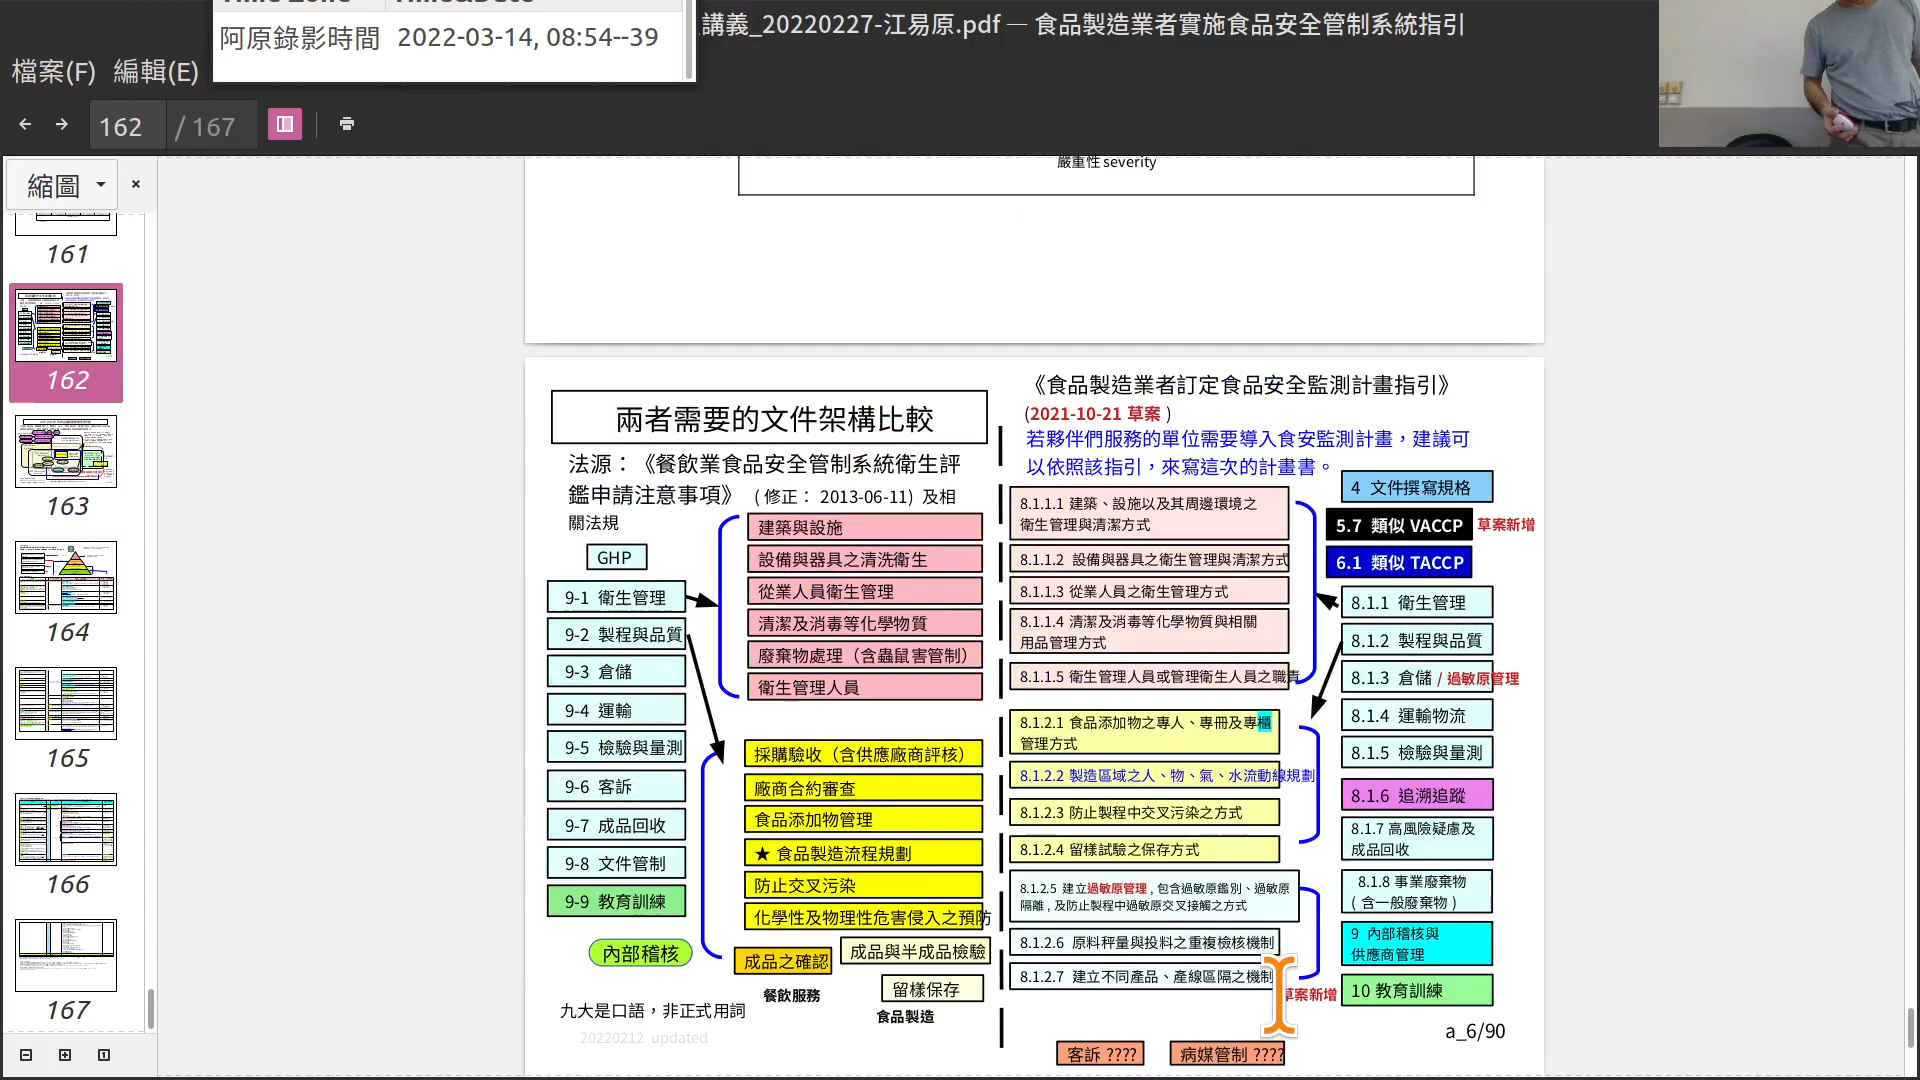 阿原錄影時間 2022-03-14, 08:54--39
講義_20220227-江易原.pdf — 食品製造業者實施食品安全管制系統指引
檔案(F) 編輯(E)
162 / 167
縮圖
161
162
163
164
165
166
167
嚴重性 severity
兩者需要的文件架構比較
法源：《餐飲業食品安全管制系統衛生評
鑑申請注意事項》 ( 修正： 2013-06-11) 及相
關法規
GHP
9-1 衛生管理
9-2 製程與品質
9-3 倉儲
9-4 運輸
9-5 檢驗與量測
9-6 客訴
9-7 成品回收
9-8 文件管制
9-9 教育訓練
內部稽核
九大是口語，非正式用詞
20220212 updated
建築與設施
設備與器具之清洗衛生
從業人員衛生管理
清潔及消毒等化學物質
廢棄物處理（含蟲鼠害管制）
衛生管理人員
採購驗收（含供應廠商評核）
廠商合約審查
食品添加物管理
★ 食品製造流程規劃
防止交叉污染
化學性及物理性危害侵入之預防
成品之確認
餐飲服務
成品與半成品檢驗
留樣保存
食品製造
《食品製造業者訂定食品安全監測計畫指引》
(2021-10-21 草案 )
若夥伴們服務的單位需要導入食安監測計畫，建議可
以依照該指引，來寫這次的計畫書。
8.1.1.1 建築、設施以及其周邊環境之
衛生管理與清潔方式
8.1.1.2 設備與器具之衛生管理與清潔方式
8.1.1.3 從業人員之衛生管理方式
8.1.1.4 清潔及消毒等化學物質與相關
用品管理方式
8.1.1.5 衛生管理人員或管理衛生人員之職責
8.1.2.1 食品添加物之專人、專冊及專櫃
管理方式
8.1.2.2 製造區域之人、物、氣、水流動線規劃
8.1.2.3 防止製程中交叉污染之方式
8.1.2.4 留樣試驗之保存方式
8.1.2.5 建立過敏原管理 , 包含過敏原鑑別、過敏原
隔離 , 及防止製程中過敏原交叉接觸之方式
8.1.2.6 原料秤量與投料之重複檢核機制
8.1.2.7 建立不同產品、產線區隔之機制
草案新增
客訴 ????
病媒管制 ????
4 文件撰寫規格
5.7 類似 VACCP 草案新增
6.1 類似 TACCP
8.1.1 衛生管理
8.1.2 製程與品質
8.1.3 倉儲 / 過敏原管理
8.1.4 運輸物流
8.1.5 檢驗與量測
8.1.6 追溯追蹤
8.1.7 高風險疑慮及
成品回收
8.1.8 事業廢棄物
( 含一般廢棄物 )
9 內部稽核與
供應商管理
10 教育訓練
a_6/90